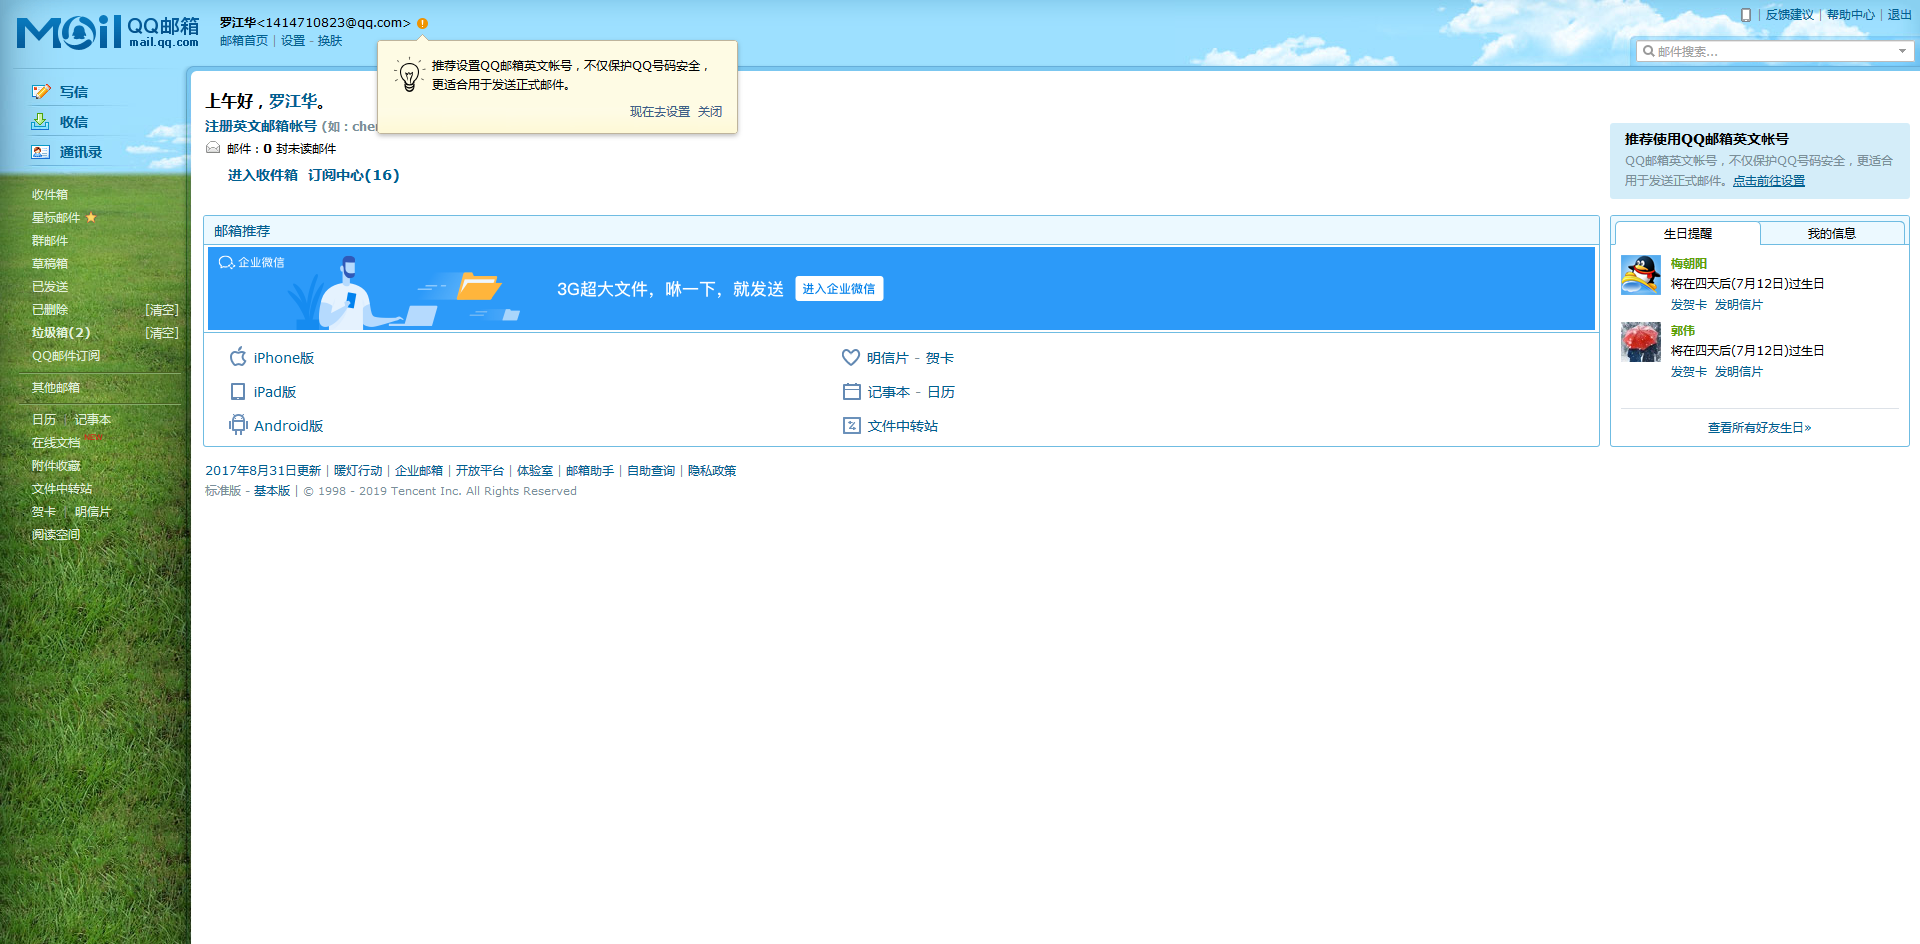 Mail QQ邮箱
mail.qq.com
罗江华<1414710823@qq.com>
邮箱首页 | 设置 - 换肤
反馈建议 | 帮助中心 | 退出
邮件搜索...
推荐设置QQ邮箱英文帐号，不仅保护QQ号码安全，
更适合用于发送正式邮件。
现在去设置 关闭
写信
收信
通讯录
收件箱
星标邮件
群邮件
草稿箱
已发送
已删除 [清空]
垃圾箱(2) [清空]
QQ邮件订阅
其他邮箱
日历 | 记事本
在线文档 NEW
附件收藏
文件中转站
贺卡 | 明信片
阅读空间
上午好，罗江华。
注册英文邮箱帐号 (如：che
邮件：0 封未读邮件
进入收件箱 订阅中心(16)
邮箱推荐
企业微信
3G超大文件，咻一下，就发送 进入企业微信
iPhone版
明信片 - 贺卡
iPad版
记事本 - 日历
Android版
文件中转站
2017年8月31日更新 | 暖灯行动 | 企业邮箱 | 开放平台 | 体验室 | 邮箱助手 | 自助查询 | 隐私政策
标准版 - 基本版 | © 1998 - 2019 Tencent Inc. All Rights Reserved
推荐使用QQ邮箱英文帐号
QQ邮箱英文帐号，不仅保护QQ号码安全，更适合
用于发送正式邮件。点击前往设置
生日提醒 我的信息
梅朝阳
将在四天后(7月12日)过生日
发贺卡 发明信片
郭伟
将在四天后(7月12日)过生日
发贺卡 发明信片
查看所有好友生日»